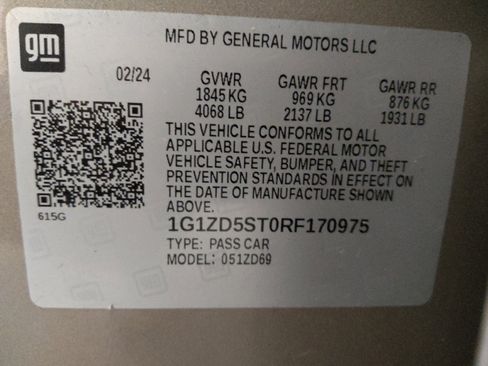 gm
MFD BY GENERAL MOTORS LLC
02/24 GVWR GAWR FRT GAWR RR
1845 KG 969 KG 876 KG
4068 LB 2137 LB 1931 LB
THIS VEHICLE CONFORMS TO ALL
APPLICABLE U.S. FEDERAL MOTOR
VEHICLE SAFETY, BUMPER, AND THEFT
PREVENTION STANDARDS IN EFFECT ON
THE DATE OF MANUFACTURE SHOWN
ABOVE.
615G
1G1ZD5ST0RF170975
TYPE: PASS CAR
MODEL: 051ZD69